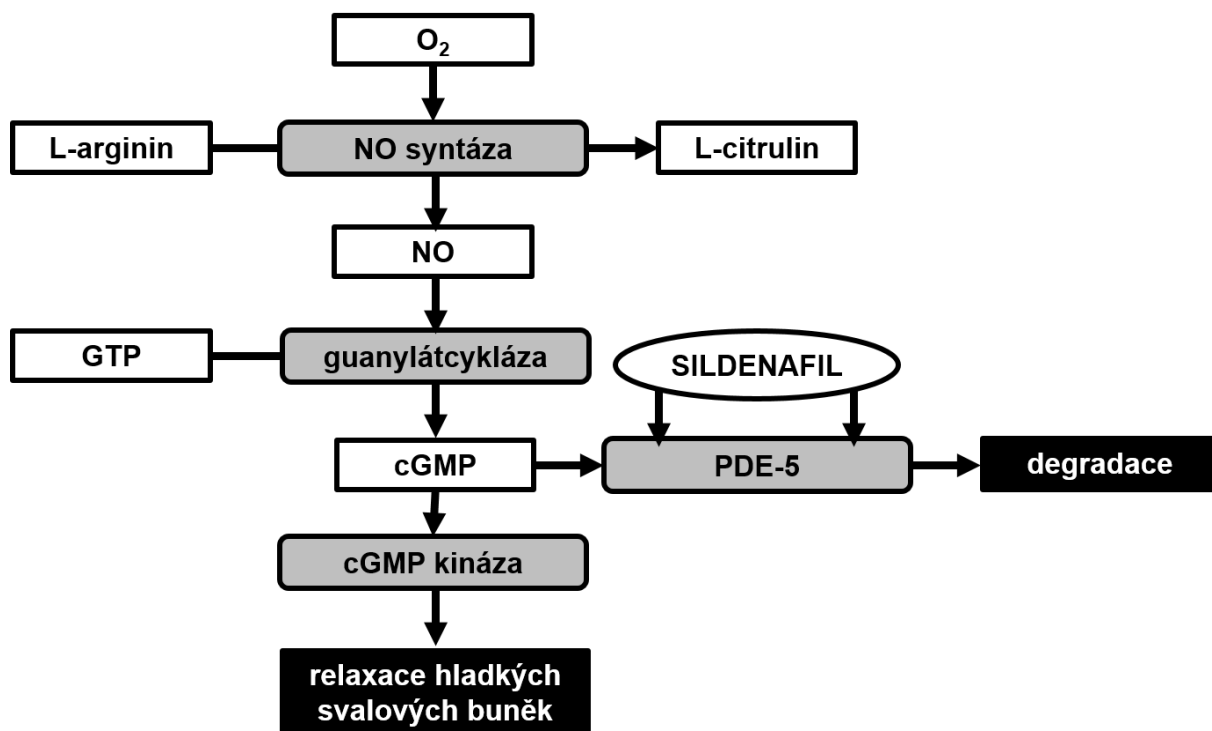 O₂
L-arginin
NO syntáza
L-citrulin
NO
GTP
guanylátcykláza
SILDENAFIL
cGMP
PDE-5
degradace
cGMP kináza
relaxace hladkých
svalových buněk